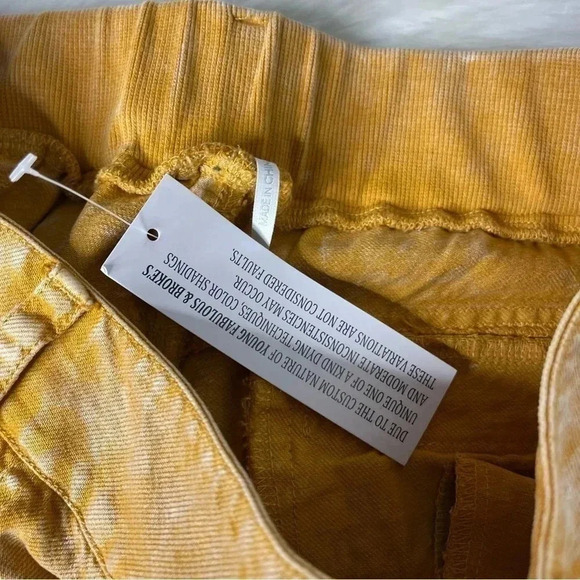 DUE TO THE CUSTOM NATURE OF YOUNG FABULOUS & BROKE'S
UNIQUE ONE OF A KIND DYING TECHNIQUES, COLOR SHADINGS
AND MODERATE INCONSISTENCIES MAY OCCUR.
THESE VARIATIONS ARE NOT CONSIDERED FAULTS.
MADE IN CH